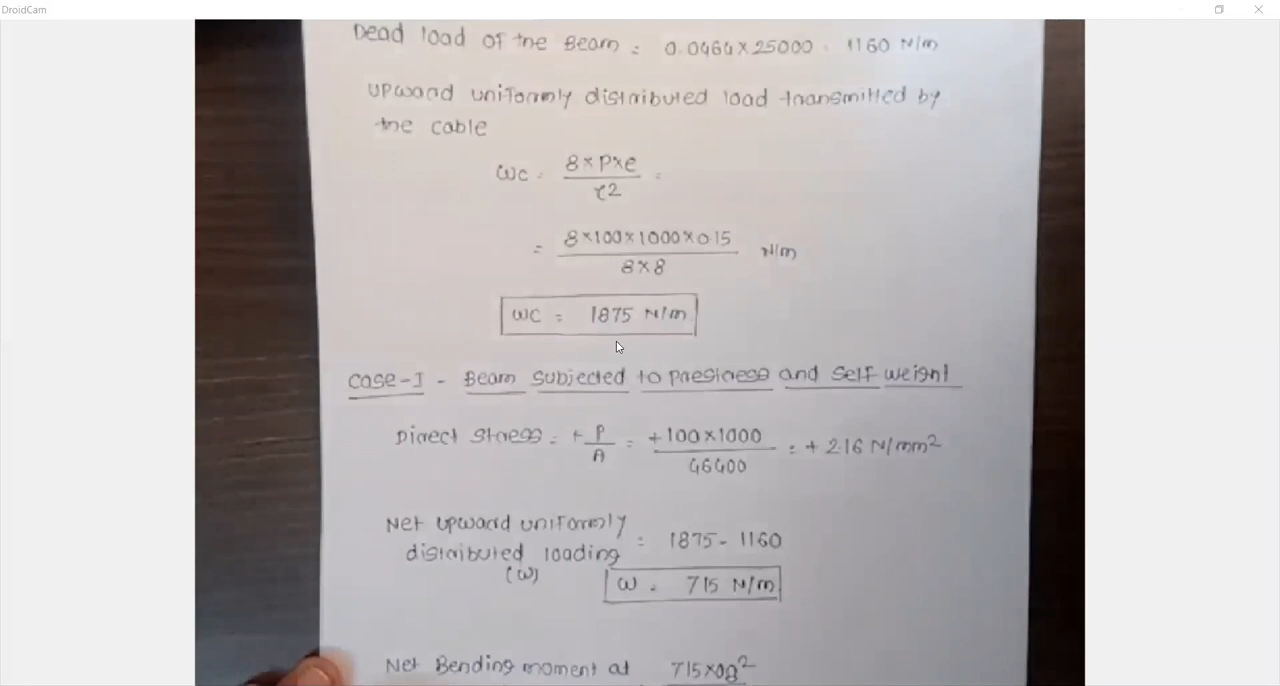 DroidCam
Dead load of the Beam = 0.0464×25000 = 1160 N/m
upward uniformly distributed load transmitted by
the cable
wc = 8×P×e / l2 =
= 8×100×1000×0.15 / 8×8 N/m
wc = 1875 N/m
Case-I - Beam subjected to prestress and self weight
Direct stress = + P / A = +100×1000 / 46400 = + 2.16 N/mm2
Net upward uniformly
distributed loading = 1875 - 1160
(w) w = 715 N/m
Net Bending moment at 715×082